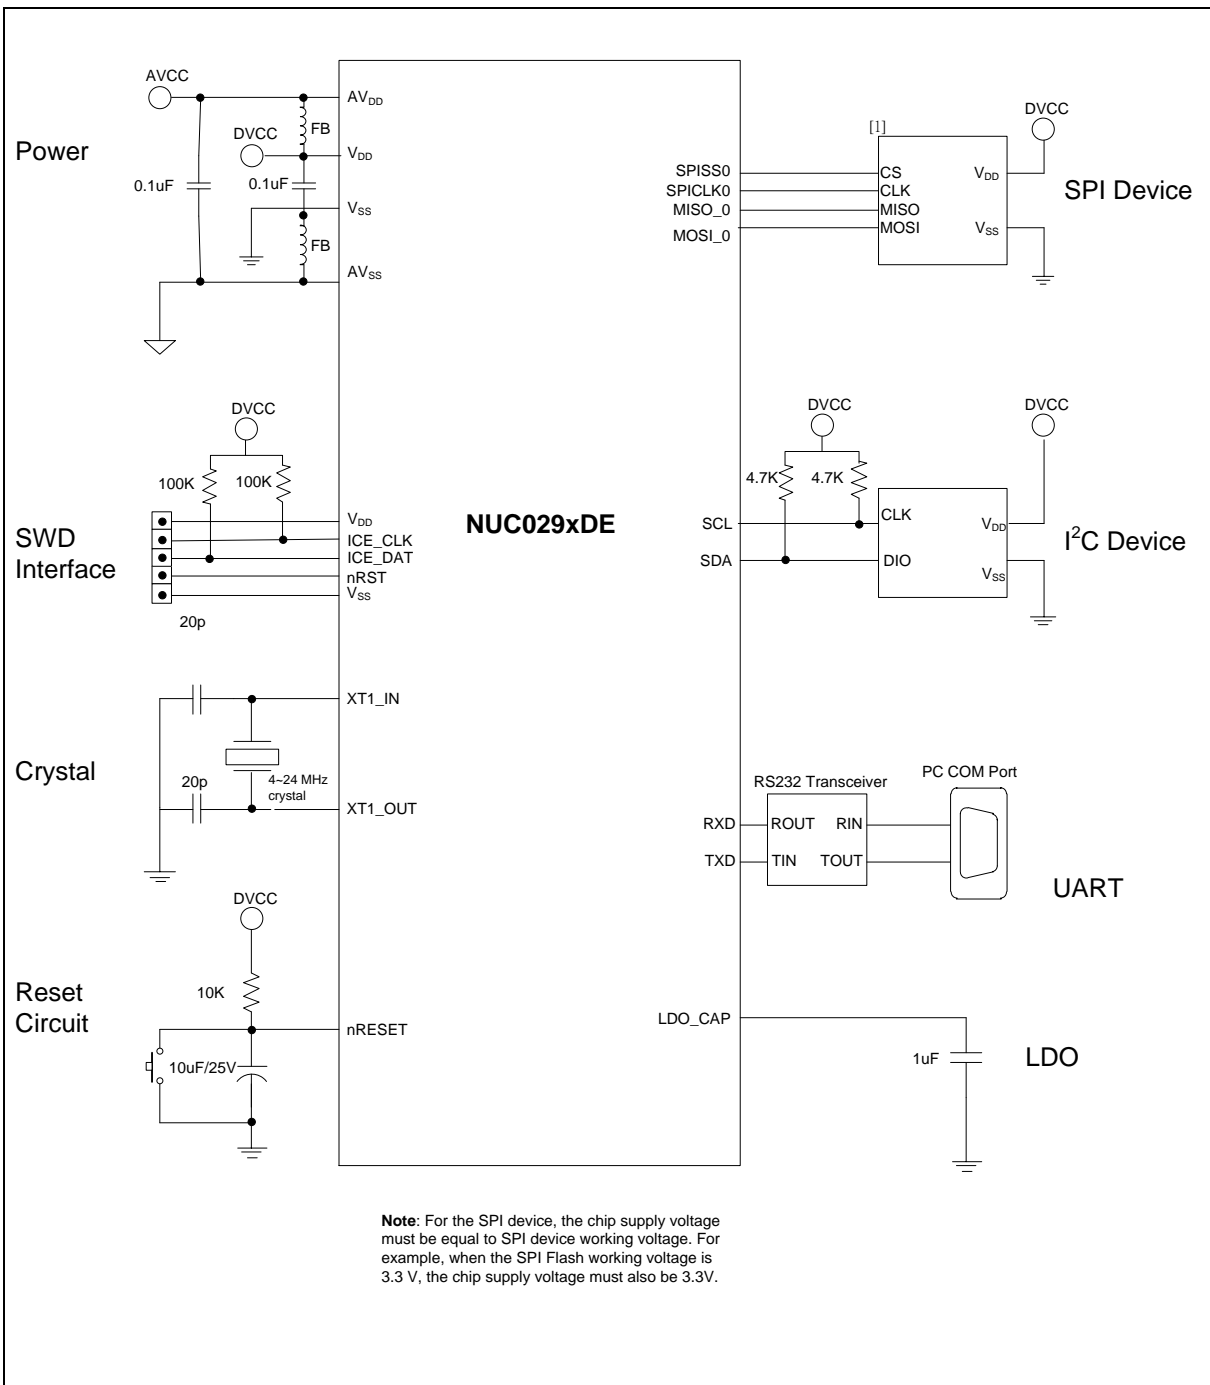 Power
AVCC
AVDD
FB
DVCC
VDD
0.1uF
0.1uF
VSS
FB
AVSS
[1]
DVCC
SPISS0
SPICLK0
MISO_0
MOSI_0
CS
CLK
MISO
MOSI
VDD
VSS
SPI Device
SWD
Interface
DVCC
100K
100K
VDD
ICE_CLK
ICE_DAT
nRST
VSS
20p
NUC029xDE
DVCC
DVCC
4.7K
4.7K
SCL
SDA
CLK
DIO
VDD
VSS
I2C Device
Crystal
XT1_IN
20p
4~24 MHz
crystal
XT1_OUT
RS232 Transceiver
PC COM Port
RXD
TXD
ROUT
RIN
TIN
TOUT
UART
Reset
Circuit
DVCC
10K
nRESET
10uF/25V
LDO_CAP
1uF
LDO
Note: For the SPI device, the chip supply voltage
must be equal to SPI device working voltage. For
example, when the SPI Flash working voltage is
3.3 V, the chip supply voltage must also be 3.3V.